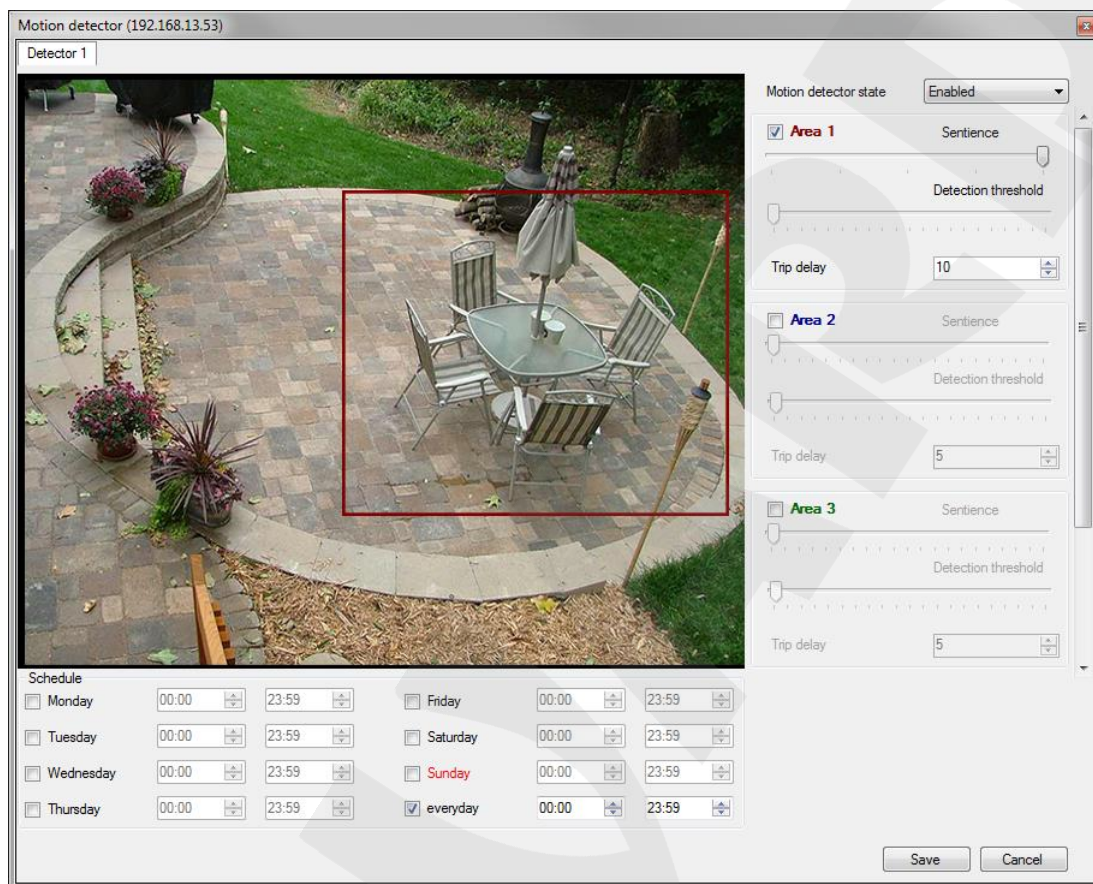 Motion detector (192.168.13.53)
Detector 1
Motion detector state Enabled
Area 1 Sentience
Detection threshold
Trip delay 10
Area 2 Sentience
Detection threshold
Trip delay 5
Area 3 Sentience
Detection threshold
Trip delay 5
Schedule
Monday 00:00 23:59 Friday 00:00 23:59
Tuesday 00:00 23:59 Saturday 00:00 23:59
Wednesday 00:00 23:59 Sunday 00:00 23:59
Thursday 00:00 23:59 everyday 00:00 23:59
Save Cancel